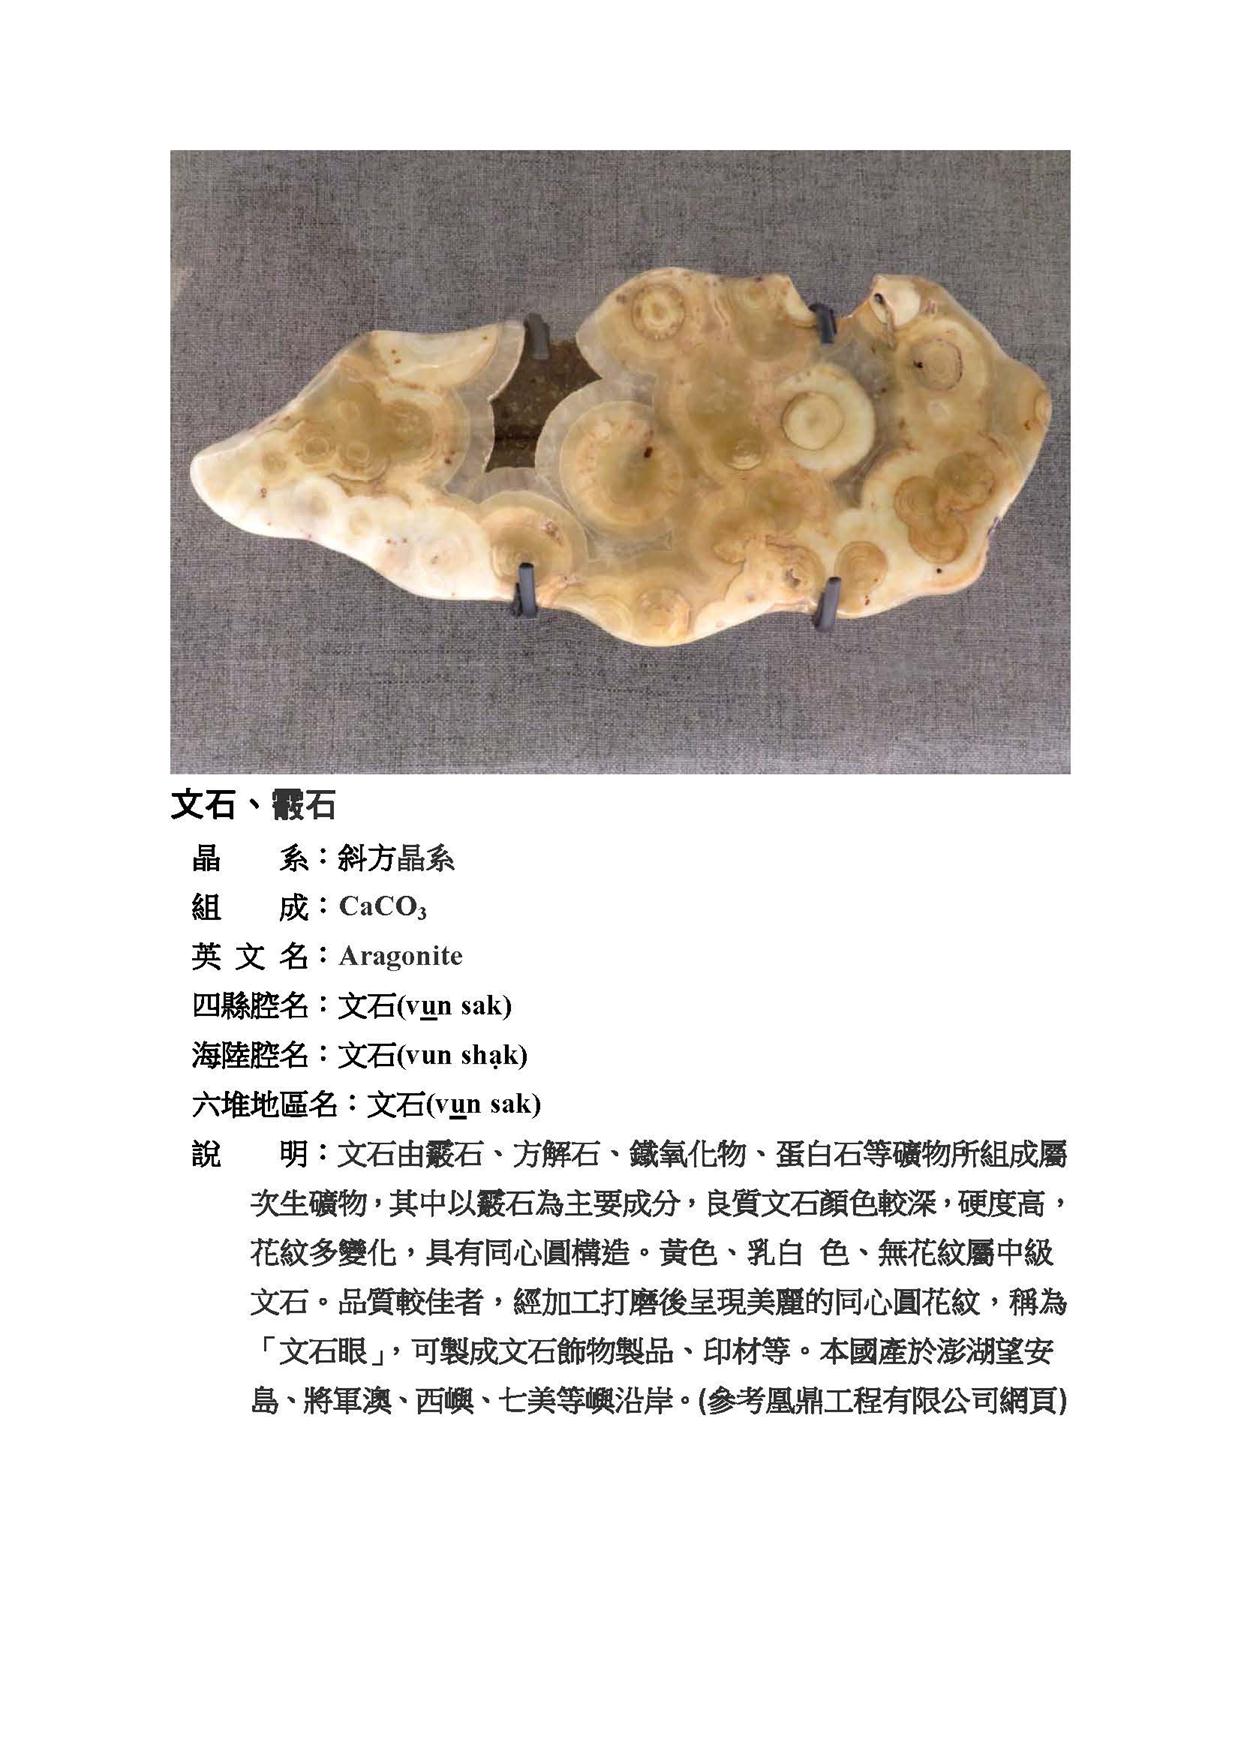 文石、霰石
晶　　系：斜方晶系
組　　成：CaCO₃
英 文 名：Aragonite
四縣腔名：文石(vu̲n sak)
海陸腔名：文石(vun shạk)
六堆地區名：文石(vu̲n sak)
說　　明：文石由霰石、方解石、鐵氧化物、蛋白石等礦物所組成屬
次生礦物，其中以霰石為主要成分，良質文石顏色較深，硬度高，
花紋多變化，具有同心圓構造。黃色、乳白 色、無花紋屬中級
文石。品質較佳者，經加工打磨後呈現美麗的同心圓花紋，稱為
「文石眼」，可製成文石飾物製品、印材等。本國產於澎湖望安
島、將軍澳、西嶼、七美等嶼沿岸。(參考凰鼎工程有限公司網頁)